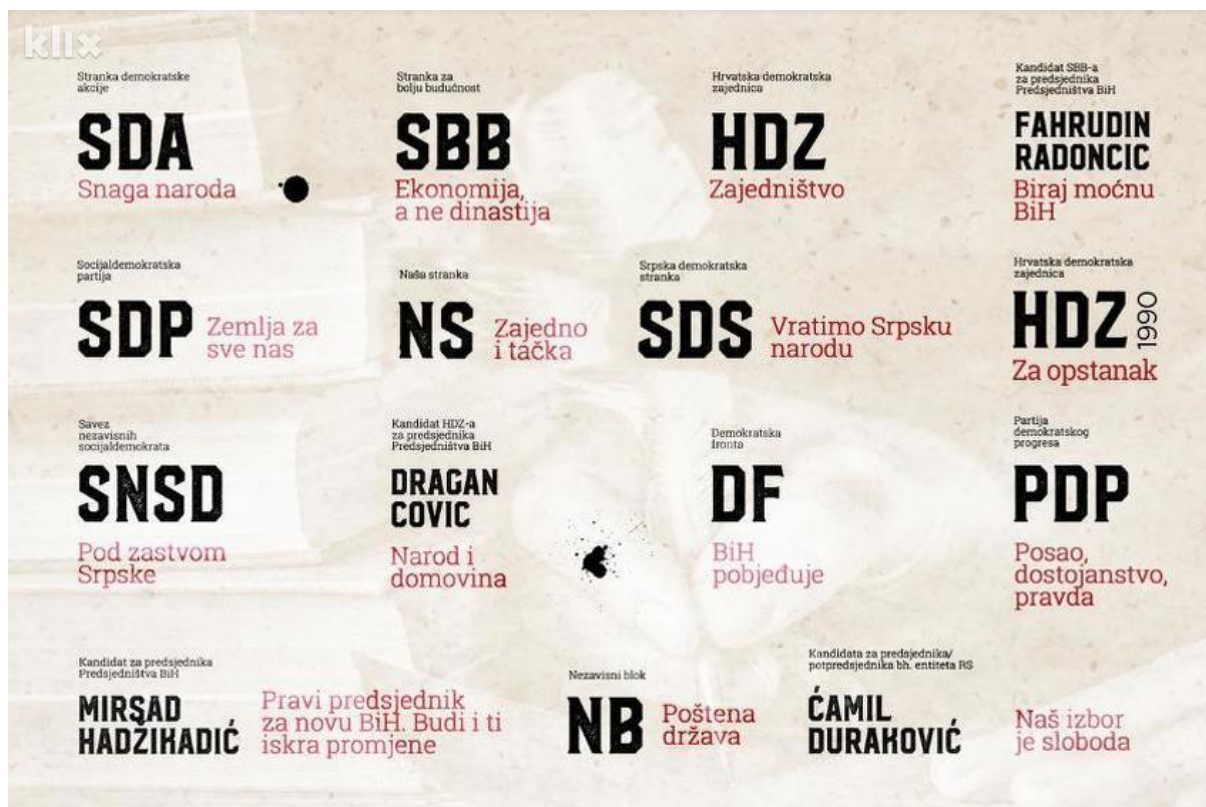 klix
Stranka demokratske
akcije
SDA
Snaga naroda
Stranka za
bolju budućnost
SBB
Ekonomija,
a ne dinastija
Hrvatska demokratska
zajednica
HDZ
Zajedništvo
Kandidat SBB-a
za predsjednika
Predsjedništva BiH
FAHRUDIN
RADONCIC
Biraj moćnu
BiH
Socijaldemokratska
partija
SDP
Zemlja za
sve nas
Naša stranka
NS
Zajedno
i tačka
Srpska demokratska
stranka
SDS
Vratimo Srpsku
narodu
Hrvatska demokratska
zajednica
HDZ
1990
Za opstanak
Savez
nezavisnih
socijaldemokrata
SNSD
Pod zastvom
Srpske
Kandidat HDZ-a
za predsjednika
Predsjedništva BiH
DRAGAN
COVIC
Narod i
domovina
Demokratska
fronta
DF
BiH
pobjeđuje
Partija
demokratskog
progresa
PDP
Posao,
dostojanstvo,
pravda
Kandidat za predsjednika
Predsjedništva BiH
MIRSAD
HADŽIKADIĆ
Pravi predsjednik
za novu BiH. Budi i ti
iskra promjene
Nezavisni blok
NB
Poštena
država
Kandidata za predsjednika/
potpredsjednika bh. entiteta RS
ĆAMIL
DURAKOVIĆ
Naš izbor
je sloboda